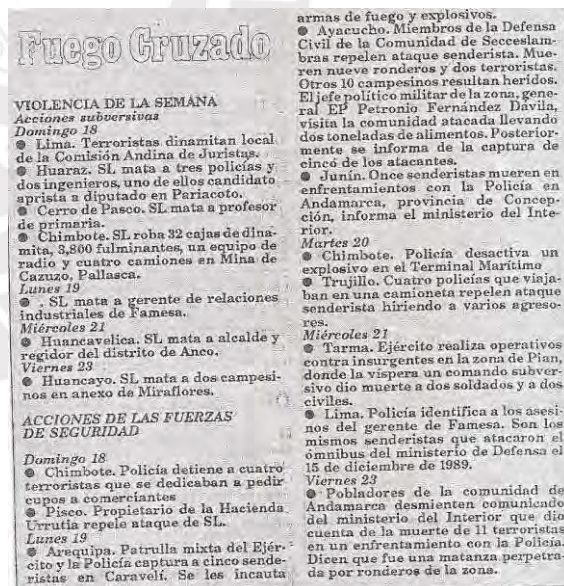 Fuego Cruzado
VIOLENCIA DE LA SEMANA
Acciones subversivas
Domingo 18
● Lima. Terroristas dinamitan local
de la Comisión Andina de Juristas.
● Huaraz. SL mata a tres policías y
dos ingenieros, uno de ellos candidato
aprista a diputado en Pariacoto.
● Cerro de Pasco. SL mata a profesor
de primaria.
● Chimbote. SL roba 32 cajas de dina-
mita, 3,800 fulminantes, un equipo de
radio y cuatro camiones en Mina de
Cazuzo, Pallasca.
Lunes 19
● . SL mata a gerente de relaciones
industriales de Famesa.
Miércoles 21
● Huancavelica. SL mata a alcalde y
regidor del distrito de Anco.
Viernes 23
● Huancayo. SL mata a dos campesi-
nos en anexo de Miraflores.
ACCIONES DE LAS FUERZAS
DE SEGURIDAD
Domingo 18
● Chimbote. Policía detiene a cuatro
terroristas que se dedicaban a pedir
cupos a comerciantes
● Pisco. Propietario de la Hacienda
Urrutia repele ataque de SL.
Lunes 19
● Arequipa. Patrulla mixta del Ejér-
cito y la Policía captura a cinco sende-
ristas en Caravelí. Se les incauta
armas de fuego y explosivos.
● Ayacucho. Miembros de la Defensa
Civil de la Comunidad de Secceslam-
bras repelen ataque senderista. Mue-
ren nueve ronderos y dos terroristas.
Otros 10 campesinos resultan heridos.
El jefe político militar de la zona, gene-
ral EP Petronio Fernández Dávila,
visita la comunidad atacada llevando
dos toneladas de alimentos. Posterior-
mente se informa de la captura de
cinco de los atacantes.
● Junín. Once senderistas mueren en
enfrentamientos con la Policía en
Andamarca, provincia de Concep-
ción, informa el ministerio del Inte-
rior.
Martes 20
● Chimbote. Policía desactiva un
explosivo en el Terminal Marítimo
● Trujillo. Cuatro policías que viaja-
ban en una camioneta repelen ataque
senderista hiriendo a varios agreso-
res.
Miércoles 21
● Tarma. Ejército realiza operativos
contra insurgentes en la zona de Pian,
donde la víspera un comando subver-
sivo dio muerte a dos soldados y a dos
civiles.
● Lima. Policía identifica a los asesi-
nos del gerente de Famesa. Son los
mismos senderistas que atacaron el
ómnibus del ministerio de Defensa el
15 de diciembre de 1989.
Viernes 23
● Pobladores de la comunidad de
Andamarca desmienten comunicado
del ministerio del Interior que dio
cuenta de la muerte de 11 terroristas
en un enfrentamiento con la Policía.
Dicen que fue una matanza perpetra-
da por ronderos de la zona.